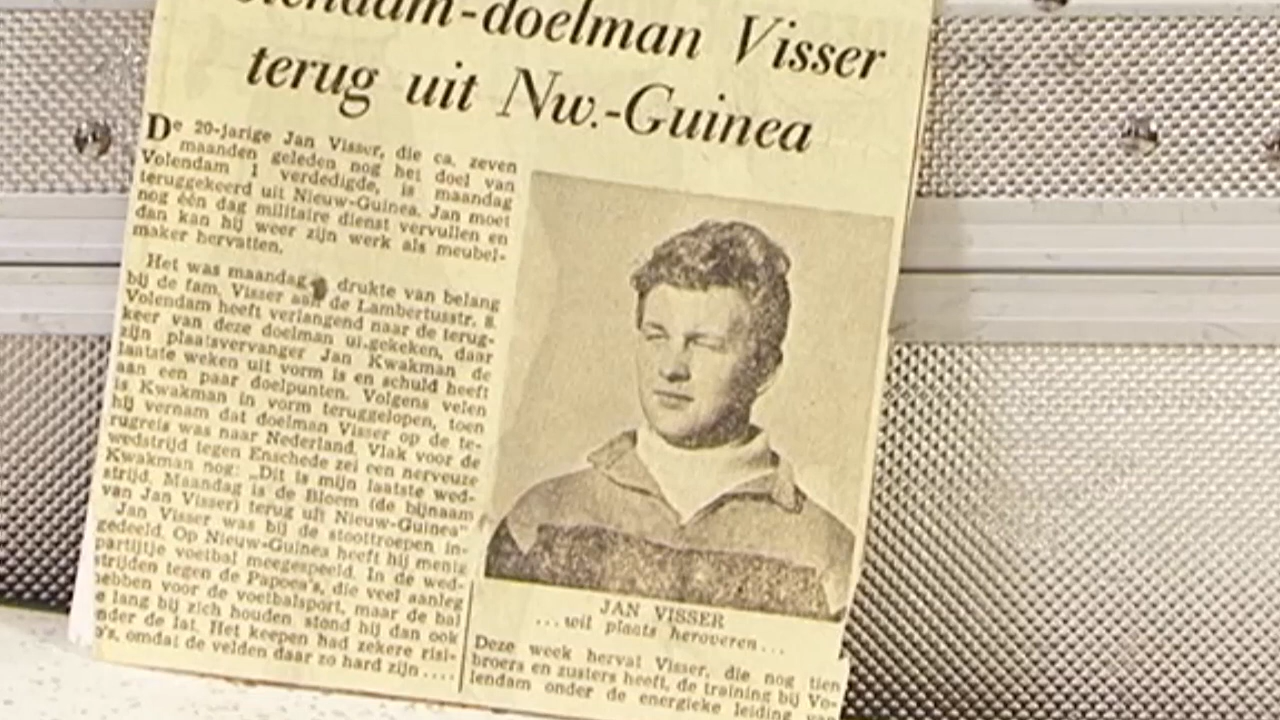 lendam-doelman Visser
terug uit Nw.-Guinea
De 20-jarige Jan Visser, die ca. zeven
maanden geleden nog het doel van
Volendam 1 verdedigde, is maandag
teruggekeerd uit Nieuw-Guinea. Jan moet
nog één dag militaire dienst vervullen en
dan kan hij weer zijn werk als meubel-
maker hervatten.
Het was maandag drukte van belang
bij de fam. Visser aan de Lambertusstr. 8.
Volendam heeft verlangend naar de terug-
keer van deze doelman ui.gekeken, daar
zijn plaatsvervanger Jan Kwakman de
laatste weken uit vorm is en schuld heeft
aan een paar doelpunten. Volgens velen
is Kwakman in vorm teruggelopen, toen
hij vernam dat doelman Visser op de te-
rugreis was naar Nederland. Vlak voor de
wedstrijd tegen Enschede zei een nerveuze
Kwakman nog: „Dit is mijn laatste wed-
strijd. Maandag is de Bloem (de bijnaam
van Jan Visser) terug uit Nieuw-Guinea”
Jan Visser was bij de stoottroepen in-
gedeeld. Op Nieuw-Guinea heeft hij menig
partijtje voetbal meegespeeld. In de wed-
strijden tegen de Papoea's, die veel aanleg
hebben voor de voetbalsport, maar de bal
e lang bij zich houden stond hij dan ook
nder de lat. Het keepen had zekere risi-
o's, omdat de velden daar zo hard zijn....
JAN VISSER
...wil plaats heroveren...
Deze week hervat Visser, die nog tien
broers en zusters heeft, de training bij Vo-
lendam onder de energieke leiding van